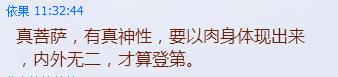 依果 11:32:44
真菩萨，有真神性，要以肉身体现出来
，内外无二，才算登第。